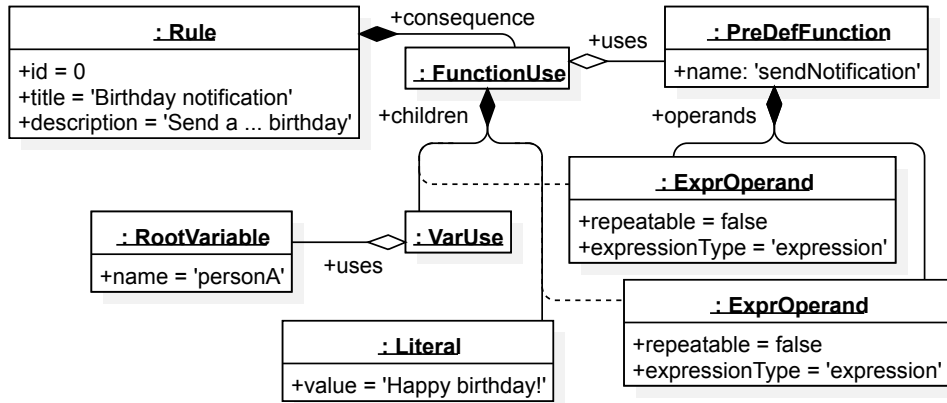 : Rule
+id = 0
+title = 'Birthday notification'
+description = 'Send a ... birthday'
+consequence
: FunctionUse
+uses
: PreDefFunction
+name: 'sendNotification'
+children
+operands
: ExprOperand
+repeatable = false
+expressionType = 'expression'
: RootVariable
+name = 'personA'
+uses
: VarUse
: ExprOperand
+repeatable = false
+expressionType = 'expression'
: Literal
+value = 'Happy birthday!'